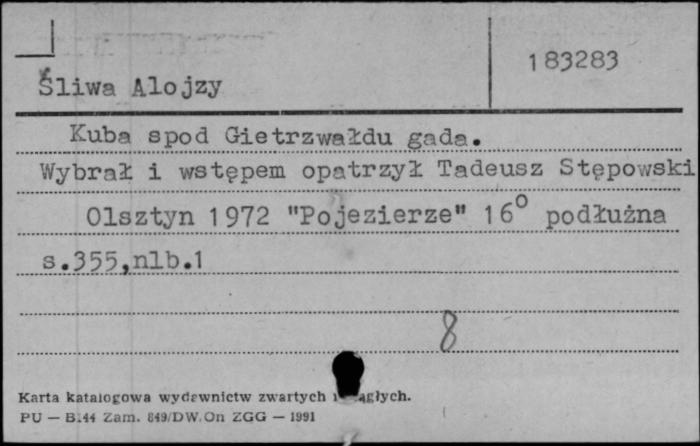 183283
Śliwa Alojzy
Kuba spod Gietrzwałdu gada.
Wybrał i wstępem opatrzył Tadeusz Stępowski
Olsztyn 1972 "Pojezierze" 16° podłużna
s.355,nlb.1
8
Karta katalogowa wydawnictw zwartych
PU — B.44 Zam. 849/DW.On ZGG — 1991